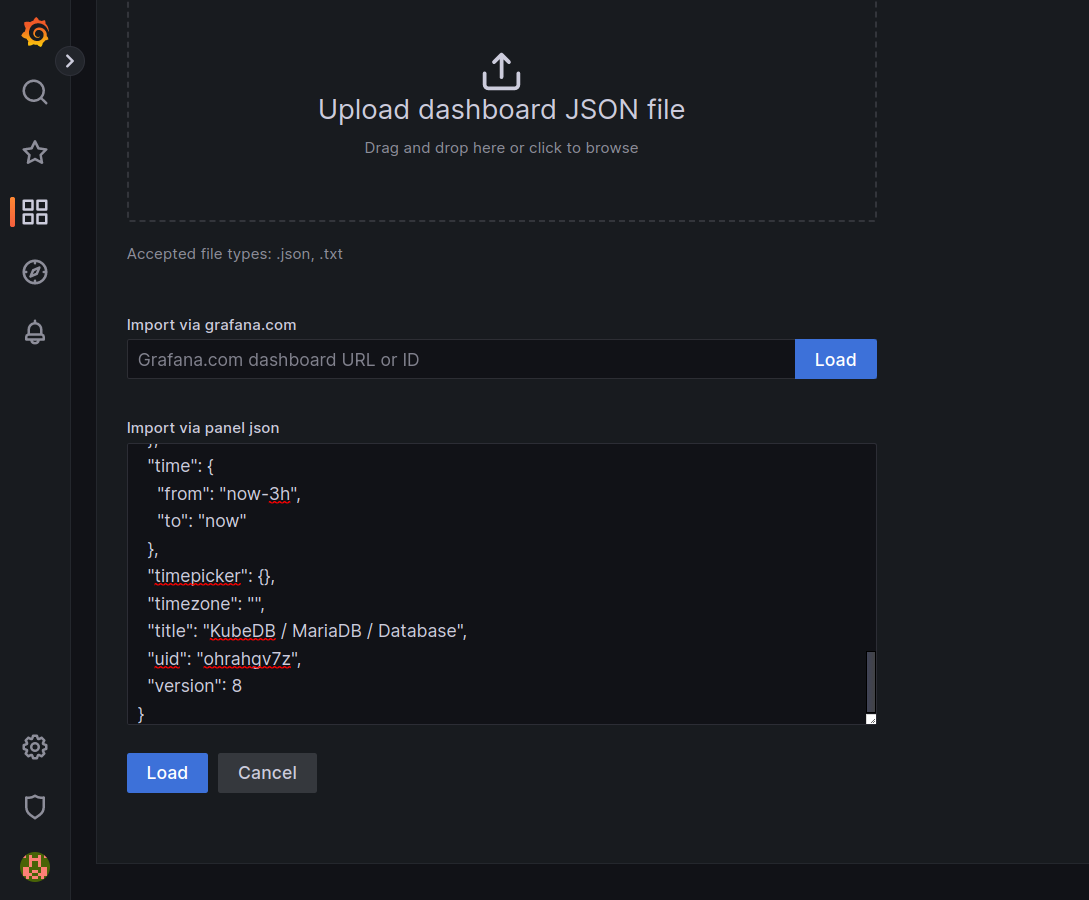 Upload dashboard JSON file
Drag and drop here or click to browse
Accepted file types: .json, .txt
Import via grafana.com
Grafana.com dashboard URL or ID
Load
Import via panel json
},
"time": {
"from": "now-3h",
"to": "now"
},
"timepicker": {},
"timezone": "",
"title": "KubeDB / MariaDB / Database",
"uid": "ohrahgv7z",
"version": 8
}
Load
Cancel